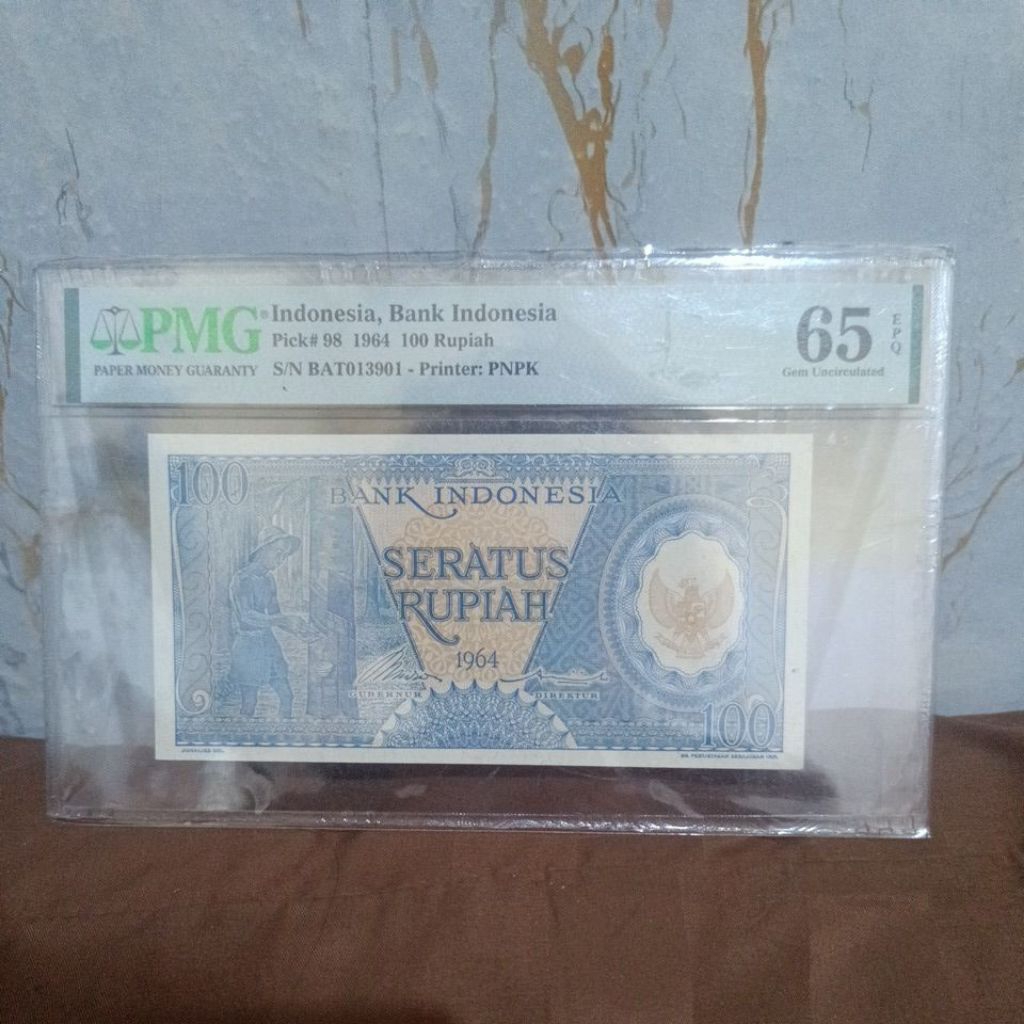 PMG
PAPER MONEY GUARANTY
Indonesia, Bank Indonesia
Pick# 98 1964 100 Rupiah
S/N BAT013901 - Printer: PNPK
65
EPQ
Gem Uncirculated
100
BANK INDONESIA
SERATUS
RUPIAH
1964
GUBERNUR
DIREKTUR
100